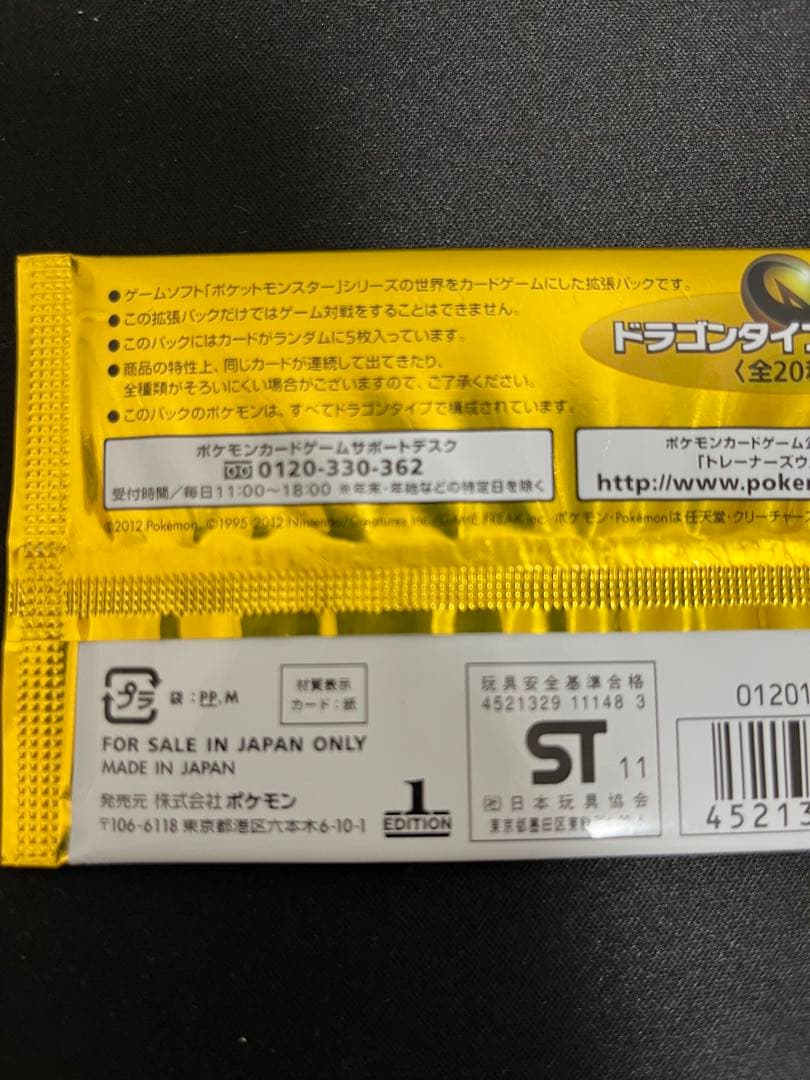 ●ゲームソフト「ポケットモンスター」シリーズの世界をカードゲームにした拡張パックです。
●この拡張パックだけではゲーム対戦をすることはできません。
●このパックにはカードがランダムに5枚入っています。
●商品の特性上、同じカードが連続して出てきたり、
全種類がそろいにくい場合がございますので、ご了承ください。
●このパックのポケモンは、すべてドラゴンタイプで構成されています。
ドラゴンタイプ
〈全20種
ポケモンカードゲームサポートデスク
0120-330-362
受付時間／毎日11:00〜18:00 ※年末・年始などの特定日を除く
ポケモンカードゲーム公
「トレーナーズウ
http://www.pokem
©2012 Pokémon. ©1995-2012 Nintendo/Creatures Inc./GAME FREAK inc. ポケモン・Pokémonは任天堂・クリーチャーズ
プラ 袋：PP、M
材質表示
カード：紙
FOR SALE IN JAPAN ONLY
MADE IN JAPAN
発売元 株式会社ポケモン
〒106-6118 東京都港区六本木6-10-1
1
EDITION
玩具安全基準合格
4521329 11148 3
ST 11
㈳日本玩具協会
東京都墨田区東
01201
45213